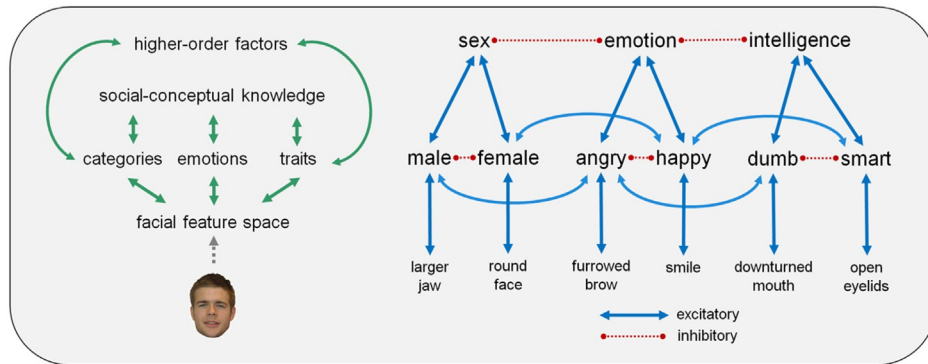 higher-order factors
social-conceptual knowledge
categories emotions traits
facial feature space
sex emotion intelligence
male female angry happy dumb smart
larger
jaw
round
face
furrowed
brow
smile
downturned
mouth
open
eyelids
excitatory
inhibitory